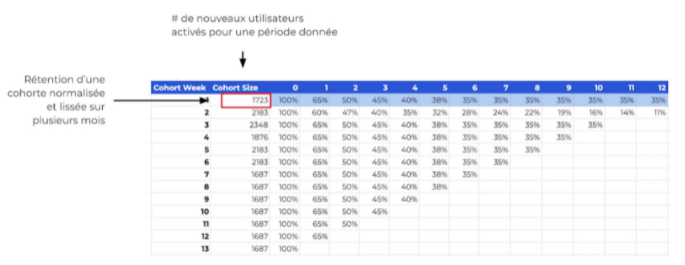 # de nouveaux utilisateurs
activés pour une période donnée
Rétention d'une
cohorte normalisée
et lissée sur
plusieurs mois
Cohort Week Cohort Size 0 1 2 3 4 5 6 7 8 9 10 11 12
1 1723 100% 65% 50% 45% 40% 38% 35% 35% 35% 35% 35% 35% 35%
2 2183 100% 60% 47% 40% 35% 32% 28% 24% 22% 19% 16% 14% 11%
3 2348 100% 65% 50% 45% 40% 38% 35% 35% 35% 35% 35%
4 1876 100% 65% 50% 45% 40% 38% 35% 35% 35% 35%
5 2183 100% 65% 50% 45% 40% 38% 35% 35% 35%
6 2183 100% 65% 50% 45% 40% 38% 35% 35%
7 1687 100% 65% 50% 45% 40% 38% 35%
8 1687 100% 65% 50% 45% 40% 38%
9 1687 100% 65% 50% 45% 40%
10 1687 100% 65% 50% 45%
11 1687 100% 65% 50%
12 1687 100% 65%
13 1687 100%